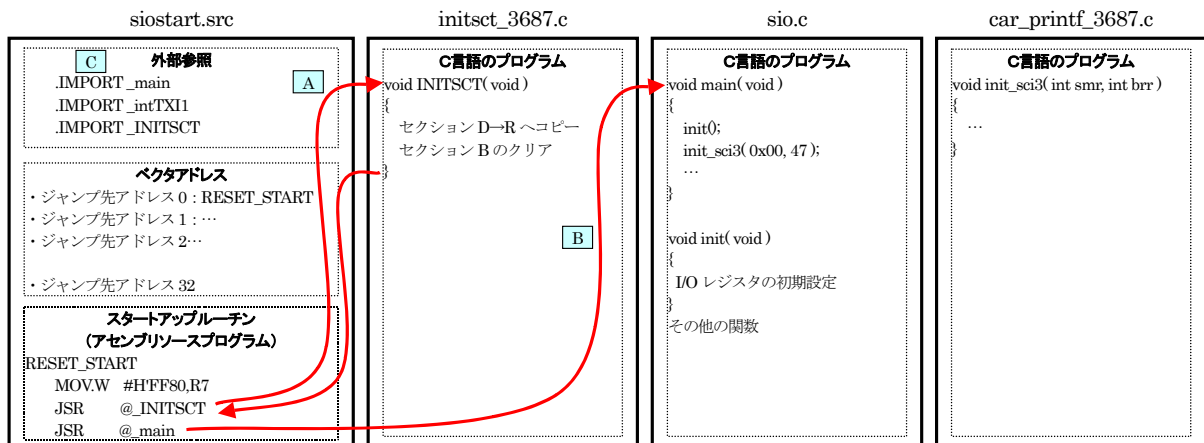 siostart.src
C
外部参照
.IMPORT _main
.IMPORT _intTXI1
.IMPORT _INITSCT
ベクタアドレス
・ジャンプ先アドレス 0 : RESET_START
・ジャンプ先アドレス 1 : …
・ジャンプ先アドレス 2…
・ジャンプ先アドレス 32
スタートアップルーチン
(アセンブリソースプログラム)
RESET_START
MOV.W #H'FF80,R7
JSR @_INITSCT
JSR @_main
A
initsct_3687.c
C言語のプログラム
void INITSCT( void )
{
セクション D→R へコピー
セクション B のクリア
}
B
sio.c
C言語のプログラム
void main( void )
{
init();
init_sci3( 0x00, 47 );
…
}
void init( void )
{
I/O レジスタの初期設定
}
その他の関数
car_printf_3687.c
C言語のプログラム
void init_sci3( int smr, int brr )
{
…
}